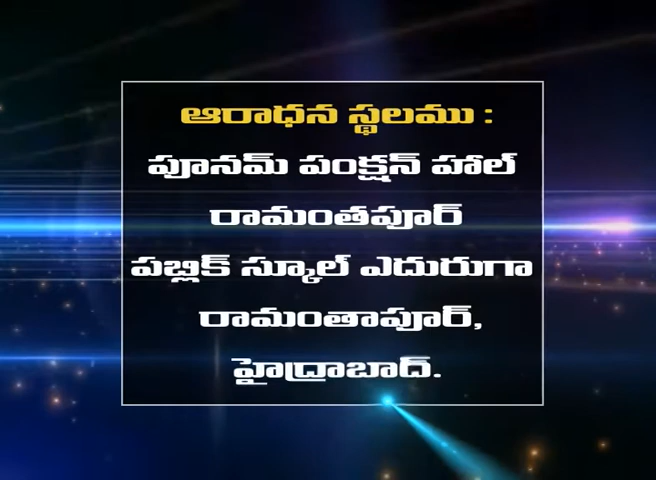 ఆరాధన స్థలము :
పూనమ్ పంక్షన్ హాల్
రామంతపూర్
పబ్లిక్ స్కూల్ ఎదురుగా
రామంతాపూర్,
హైద్రాబాద్.